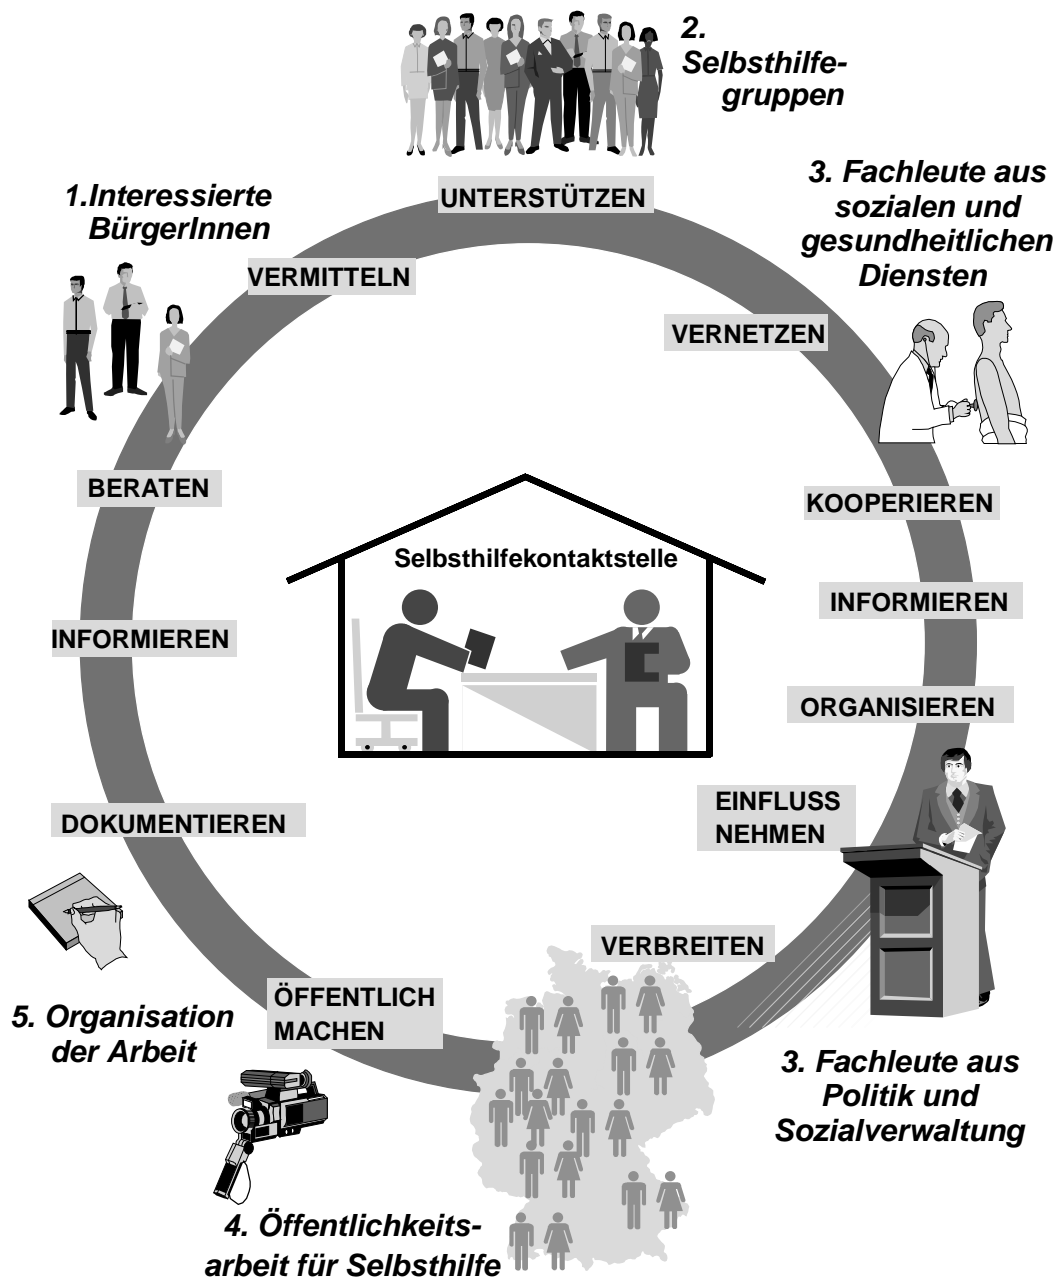 2.
Selbsthilfe-
gruppen
1.Interessierte
BürgerInnen
3. Fachleute aus
sozialen und
gesundheitlichen
Diensten
UNTERSTÜTZEN
VERMITTELN
VERNETZEN
BERATEN
KOOPERIEREN
Selbsthilfekontaktstelle
INFORMIEREN
INFORMIEREN
ORGANISIEREN
EINFLUSS
NEHMEN
DOKUMENTIEREN
VERBREITEN
ÖFFENTLICH
MACHEN
5. Organisation
der Arbeit
3. Fachleute aus
Politik und
Sozialverwaltung
4. Öffentlichkeits-
arbeit für Selbsthilfe